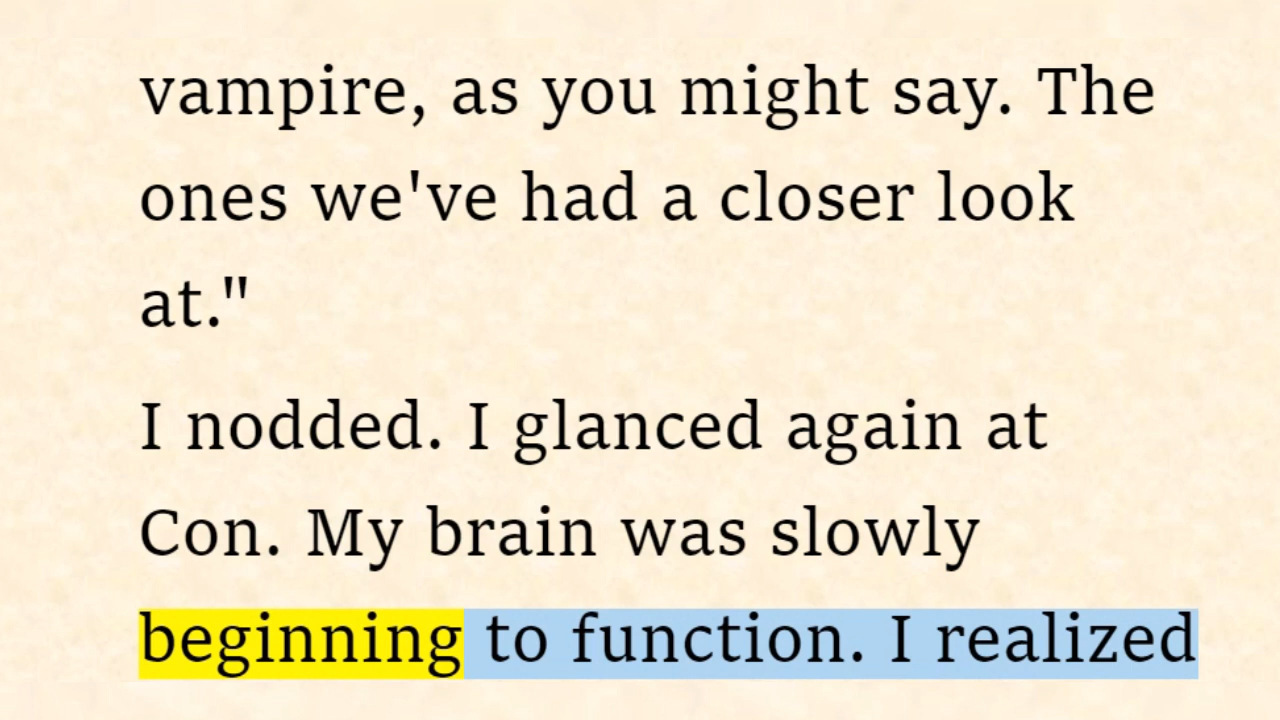 vampire, as you might say. The
ones we've had a closer look
at."
I nodded. I glanced again at
Con. My brain was slowly
beginning to function. I realized